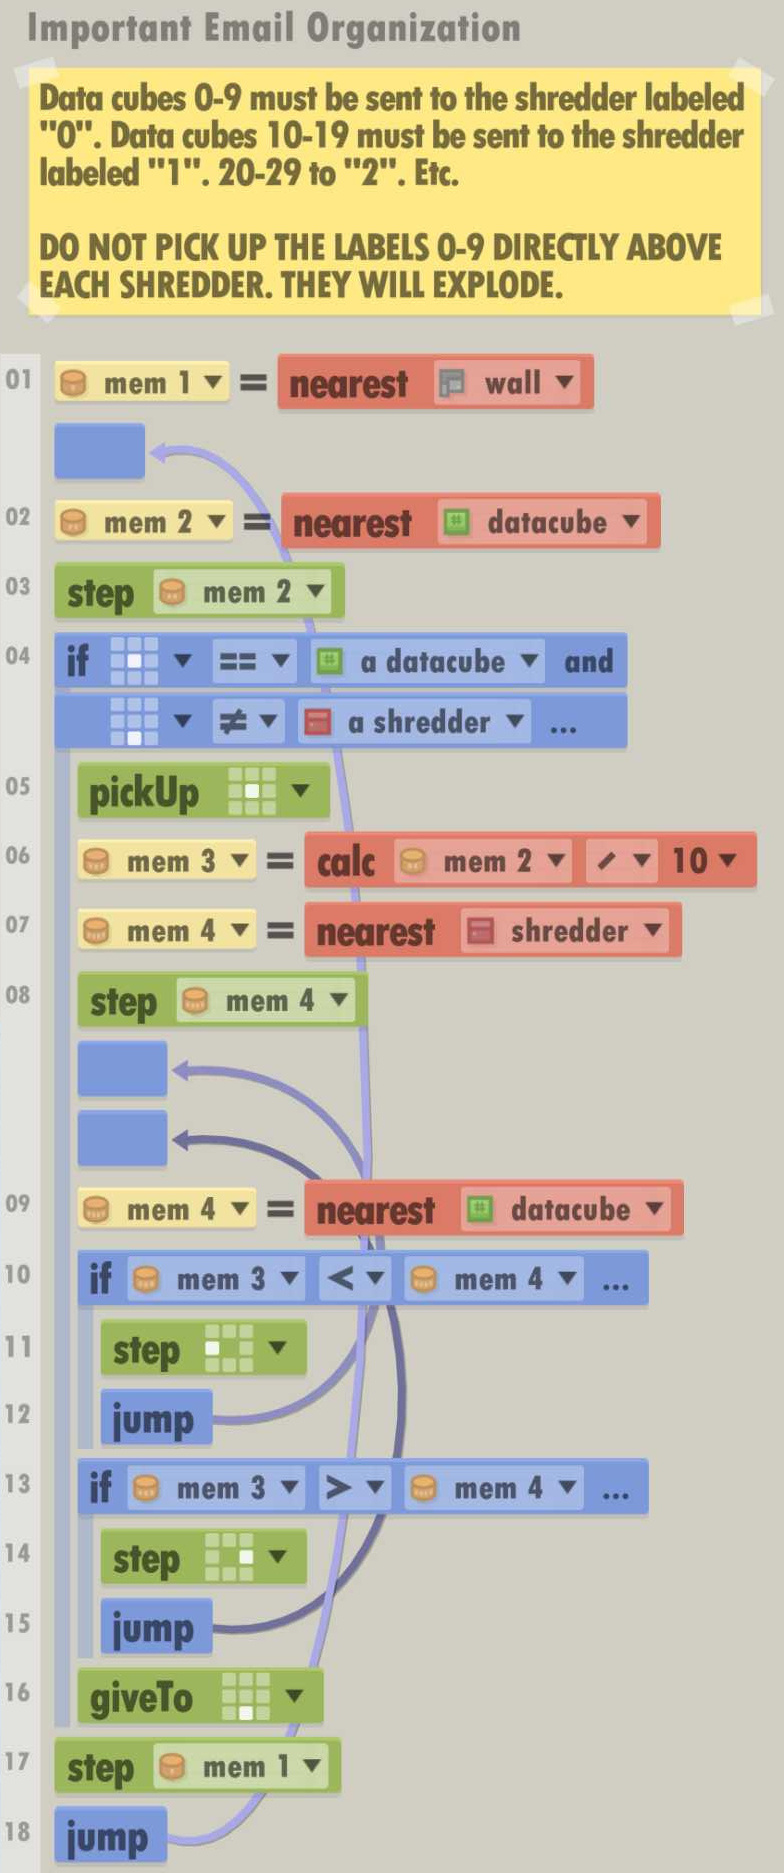 Important Email Organization
Data cubes 0-9 must be sent to the shredder labeled
"0". Data cubes 10-19 must be sent to the shredder
labeled "1". 20-29 to "2". Etc.
DO NOT PICK UP THE LABELS 0-9 DIRECTLY ABOVE
EACH SHREDDER. THEY WILL EXPLODE.
01 mem 1 = nearest wall
02 mem 2 = nearest datacube
03 step mem 2
04 if == a datacube and
≠ a shredder ...
05 pickUp
06 mem 3 = calc mem 2 / 10
07 mem 4 = nearest shredder
08 step mem 4
09 mem 4 = nearest datacube
10 if mem 3 < mem 4 ...
11 step
12 jump
13 if mem 3 > mem 4 ...
14 step
15 jump
16 giveTo
17 step mem 1
18 jump